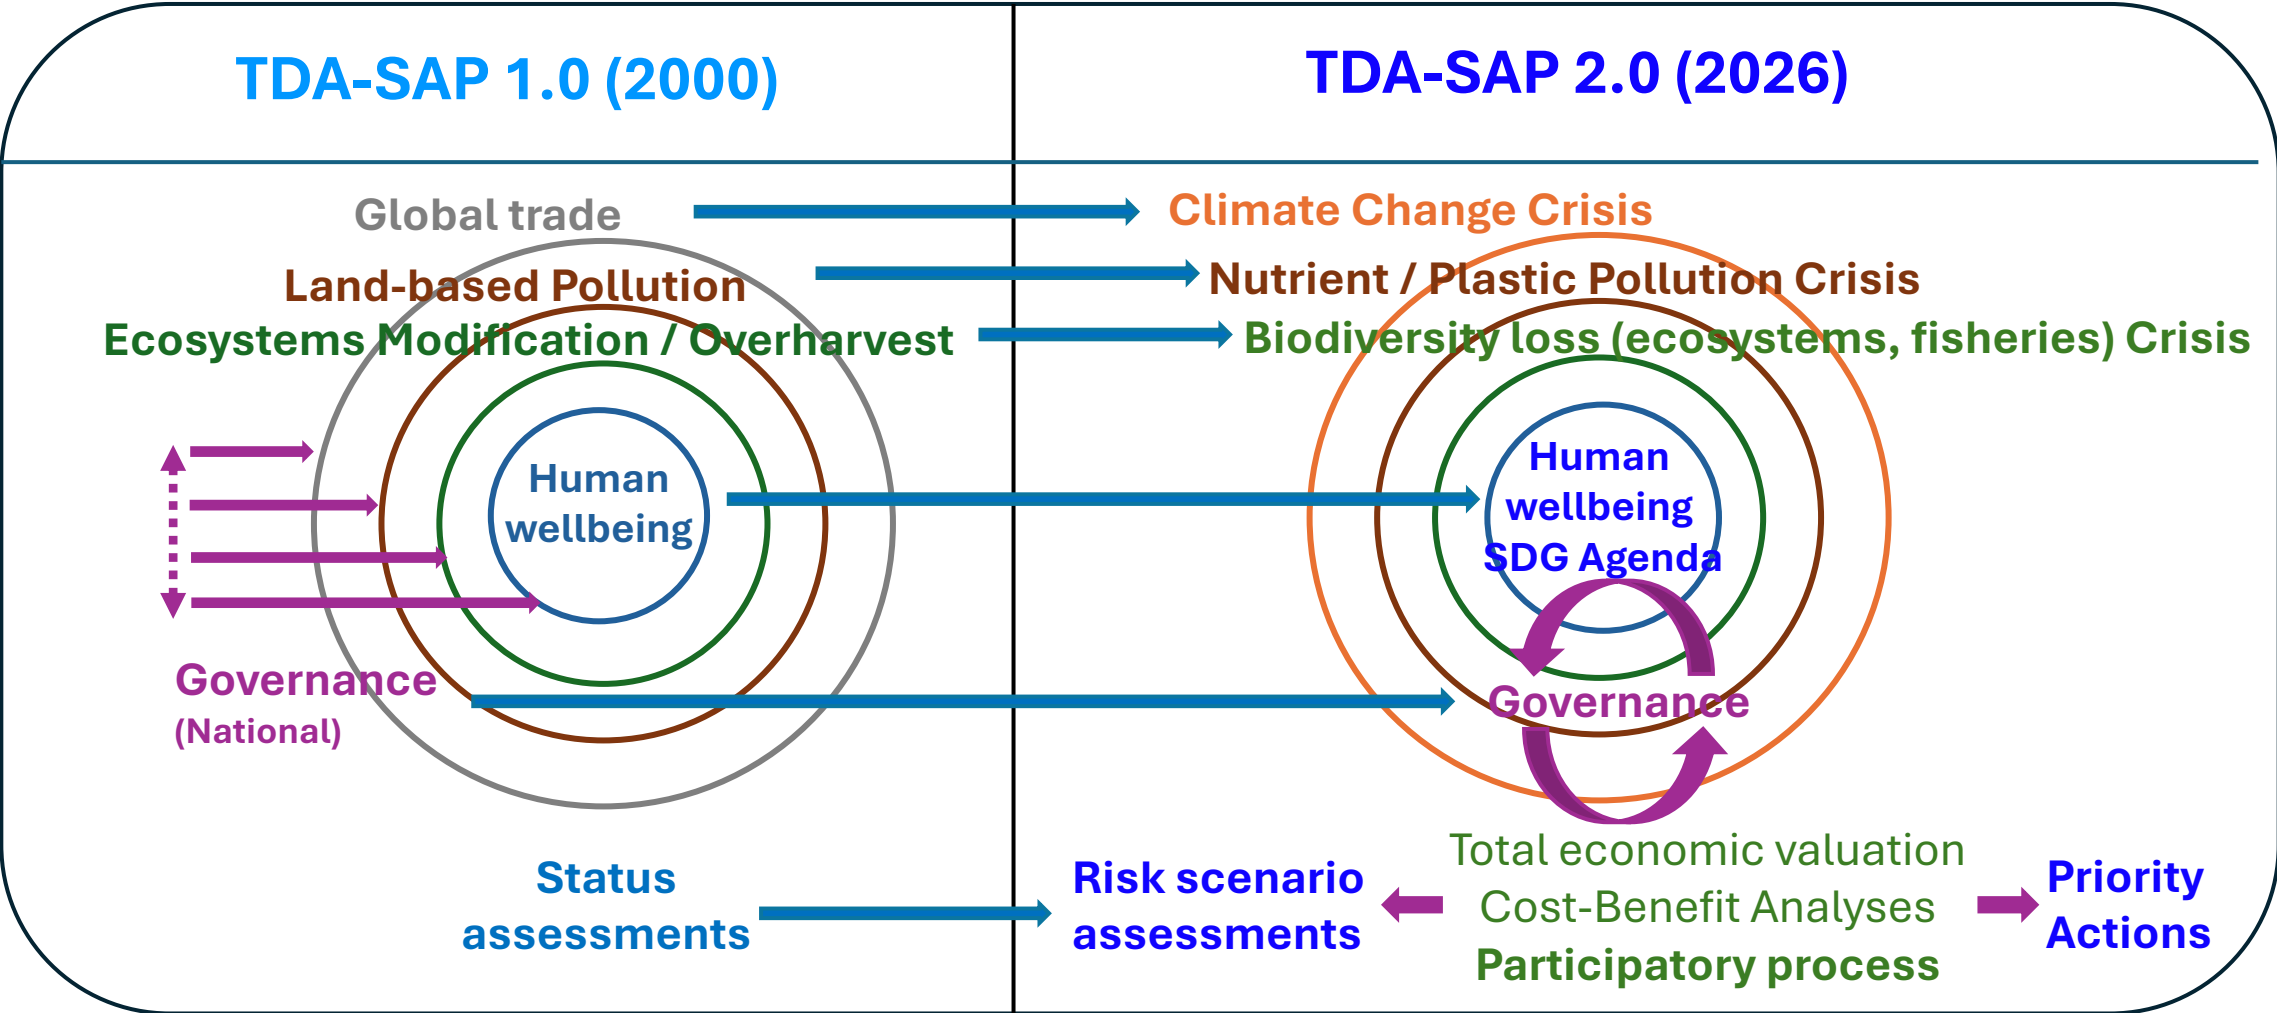 TDA-SAP 1.0 (2000)
TDA-SAP 2.0 (2026)
Global trade
Climate Change Crisis
Land-based Pollution
Nutrient / Plastic Pollution Crisis
Ecosystems Modification / Overharvest
Biodiversity loss (ecosystems, fisheries) Crisis
Human
wellbeing
Human
wellbeing
SDG Agenda
Governance
(National)
Governance
Status
assessments
Risk scenario
assessments
Total economic valuation
Cost-Benefit Analyses
Participatory process
Priority
Actions